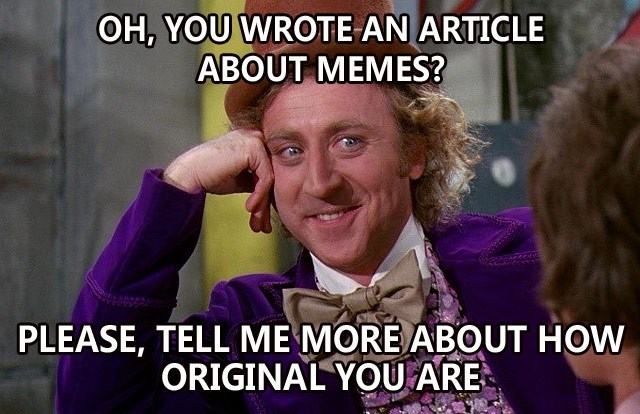 OH, YOU WROTE AN ARTICLE
ABOUT MEMES?
PLEASE, TELL ME MORE ABOUT HOW
ORIGINAL YOU ARE